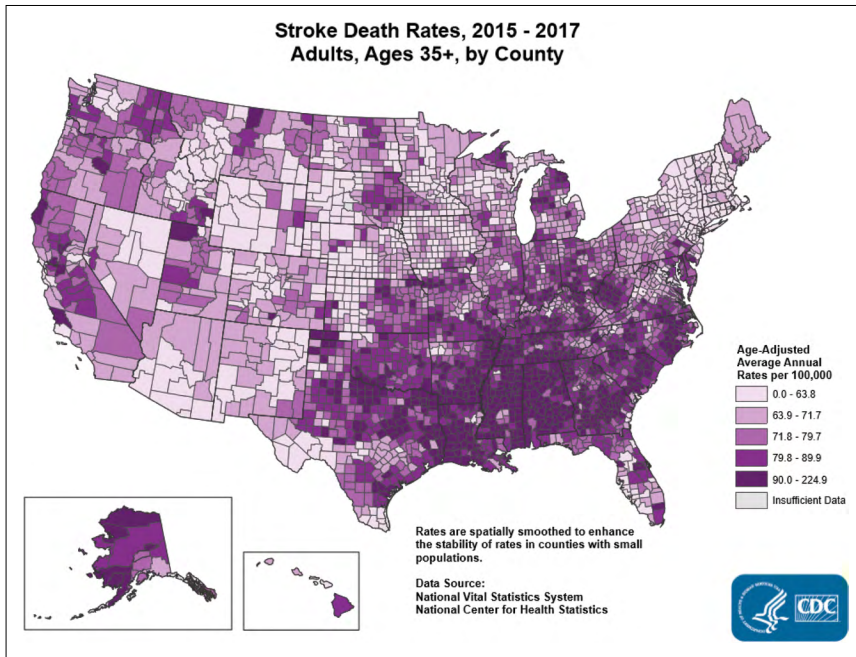 Stroke Death Rates, 2015 - 2017
Adults, Ages 35+, by County
Age-Adjusted
Average Annual
Rates per 100,000
0.0 - 63.8
63.9 - 71.7
71.8 - 79.7
79.8 - 89.9
90.0 - 224.9
Insufficient Data
Rates are spatially smoothed to enhance
the stability of rates in counties with small
populations.
Data Source:
National Vital Statistics System
National Center for Health Statistics
CDC